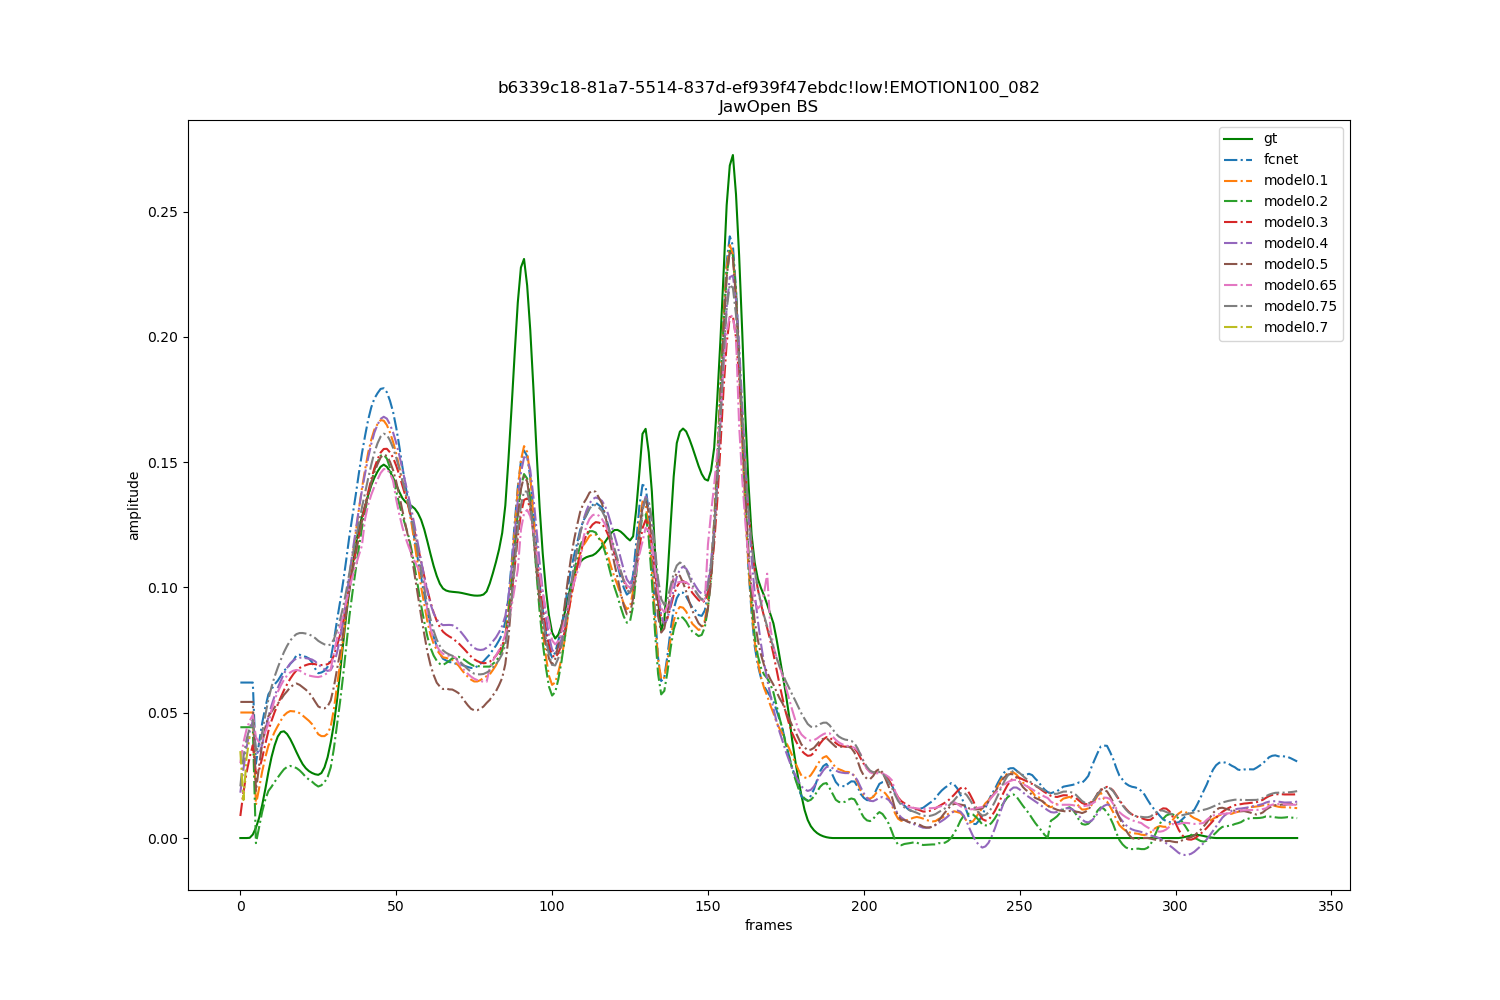 b6339c18-81a7-5514-837d-ef939f47ebdc!low!EMOTION100_082
JawOpen BS
gt
fcnet
model0.1
model0.2
model0.3
model0.4
model0.5
model0.65
model0.75
model0.7
0.25
0.20
0.15
0.10
0.05
0.00
amplitude
0
50
100
150
200
250
300
350
frames